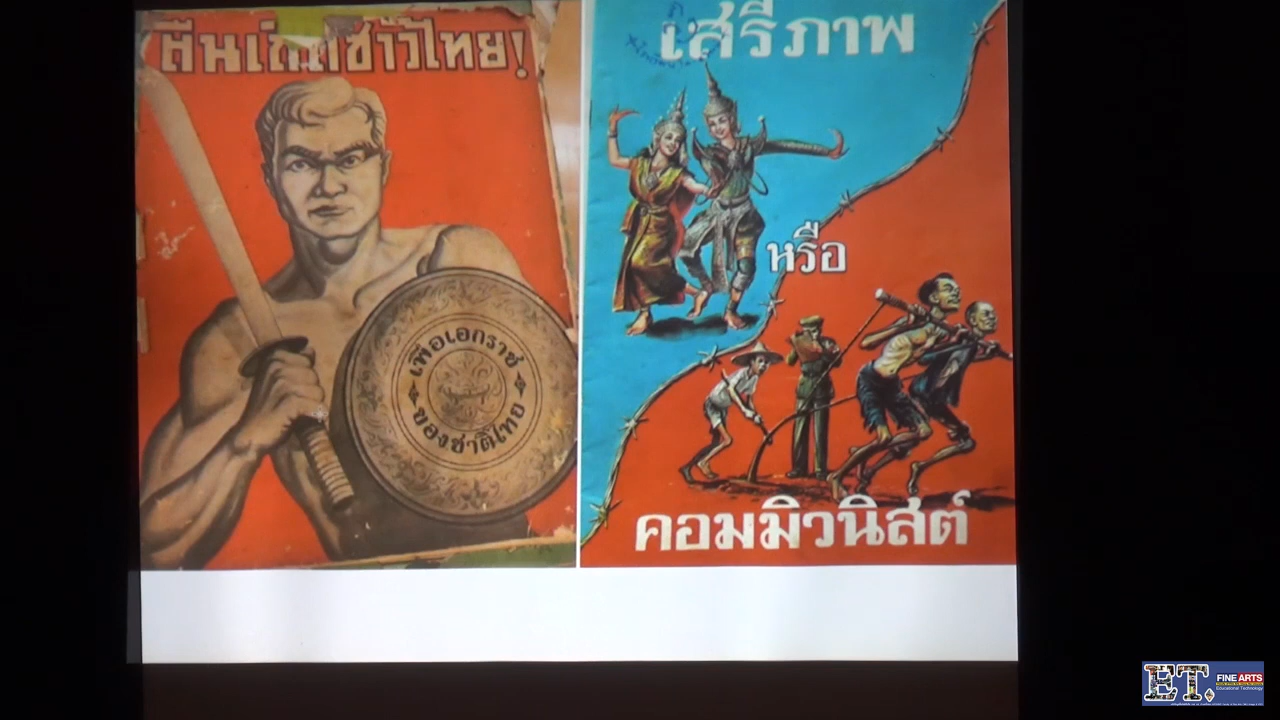 ตื่นเถิดชาวไทย!
เพื่อเอกราช
ของชาติไทย
เสรีภาพ
หรือ
คอมมิวนิสต์
ET.
FINE ARTS
Educational Technology